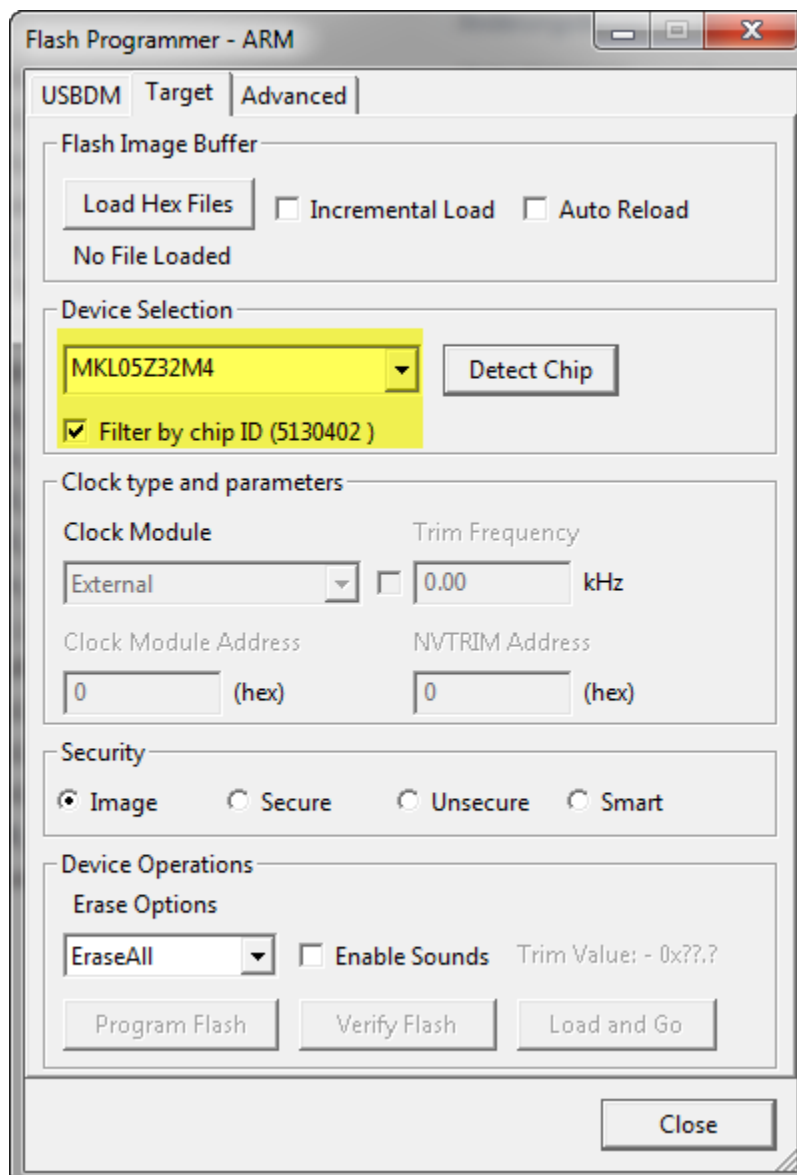 Flash Programmer - ARM
USBDM Target Advanced
Flash Image Buffer
Load Hex Files Incremental Load Auto Reload
No File Loaded
Device Selection
MKL05Z32M4 Detect Chip
Filter by chip ID (5130402 )
Clock type and parameters
Clock Module Trim Frequency
External 0.00 kHz
Clock Module Address NVTRIM Address
0 (hex) 0 (hex)
Security
Image Secure Unsecure Smart
Device Operations
Erase Options
EraseAll Enable Sounds Trim Value: - 0x??.?
Program Flash Verify Flash Load and Go
Close